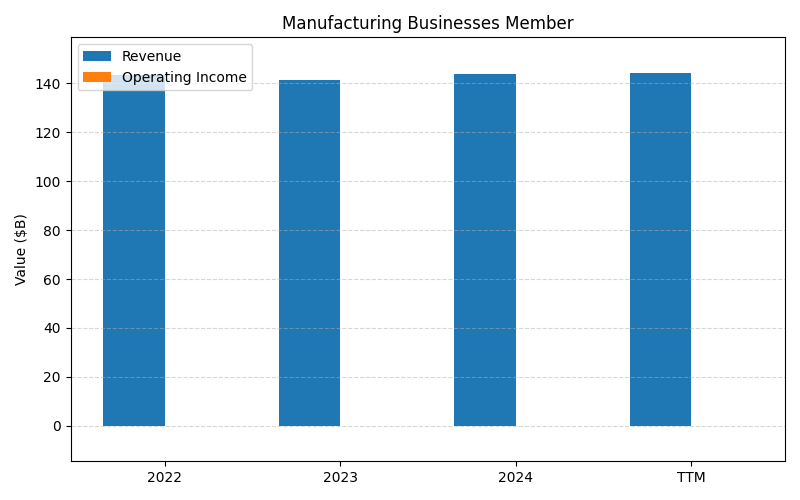 Manufacturing Businesses Member
Revenue
Operating Income
Value ($B)
140
120
100
80
60
40
20
0
2022
2023
2024
TTM